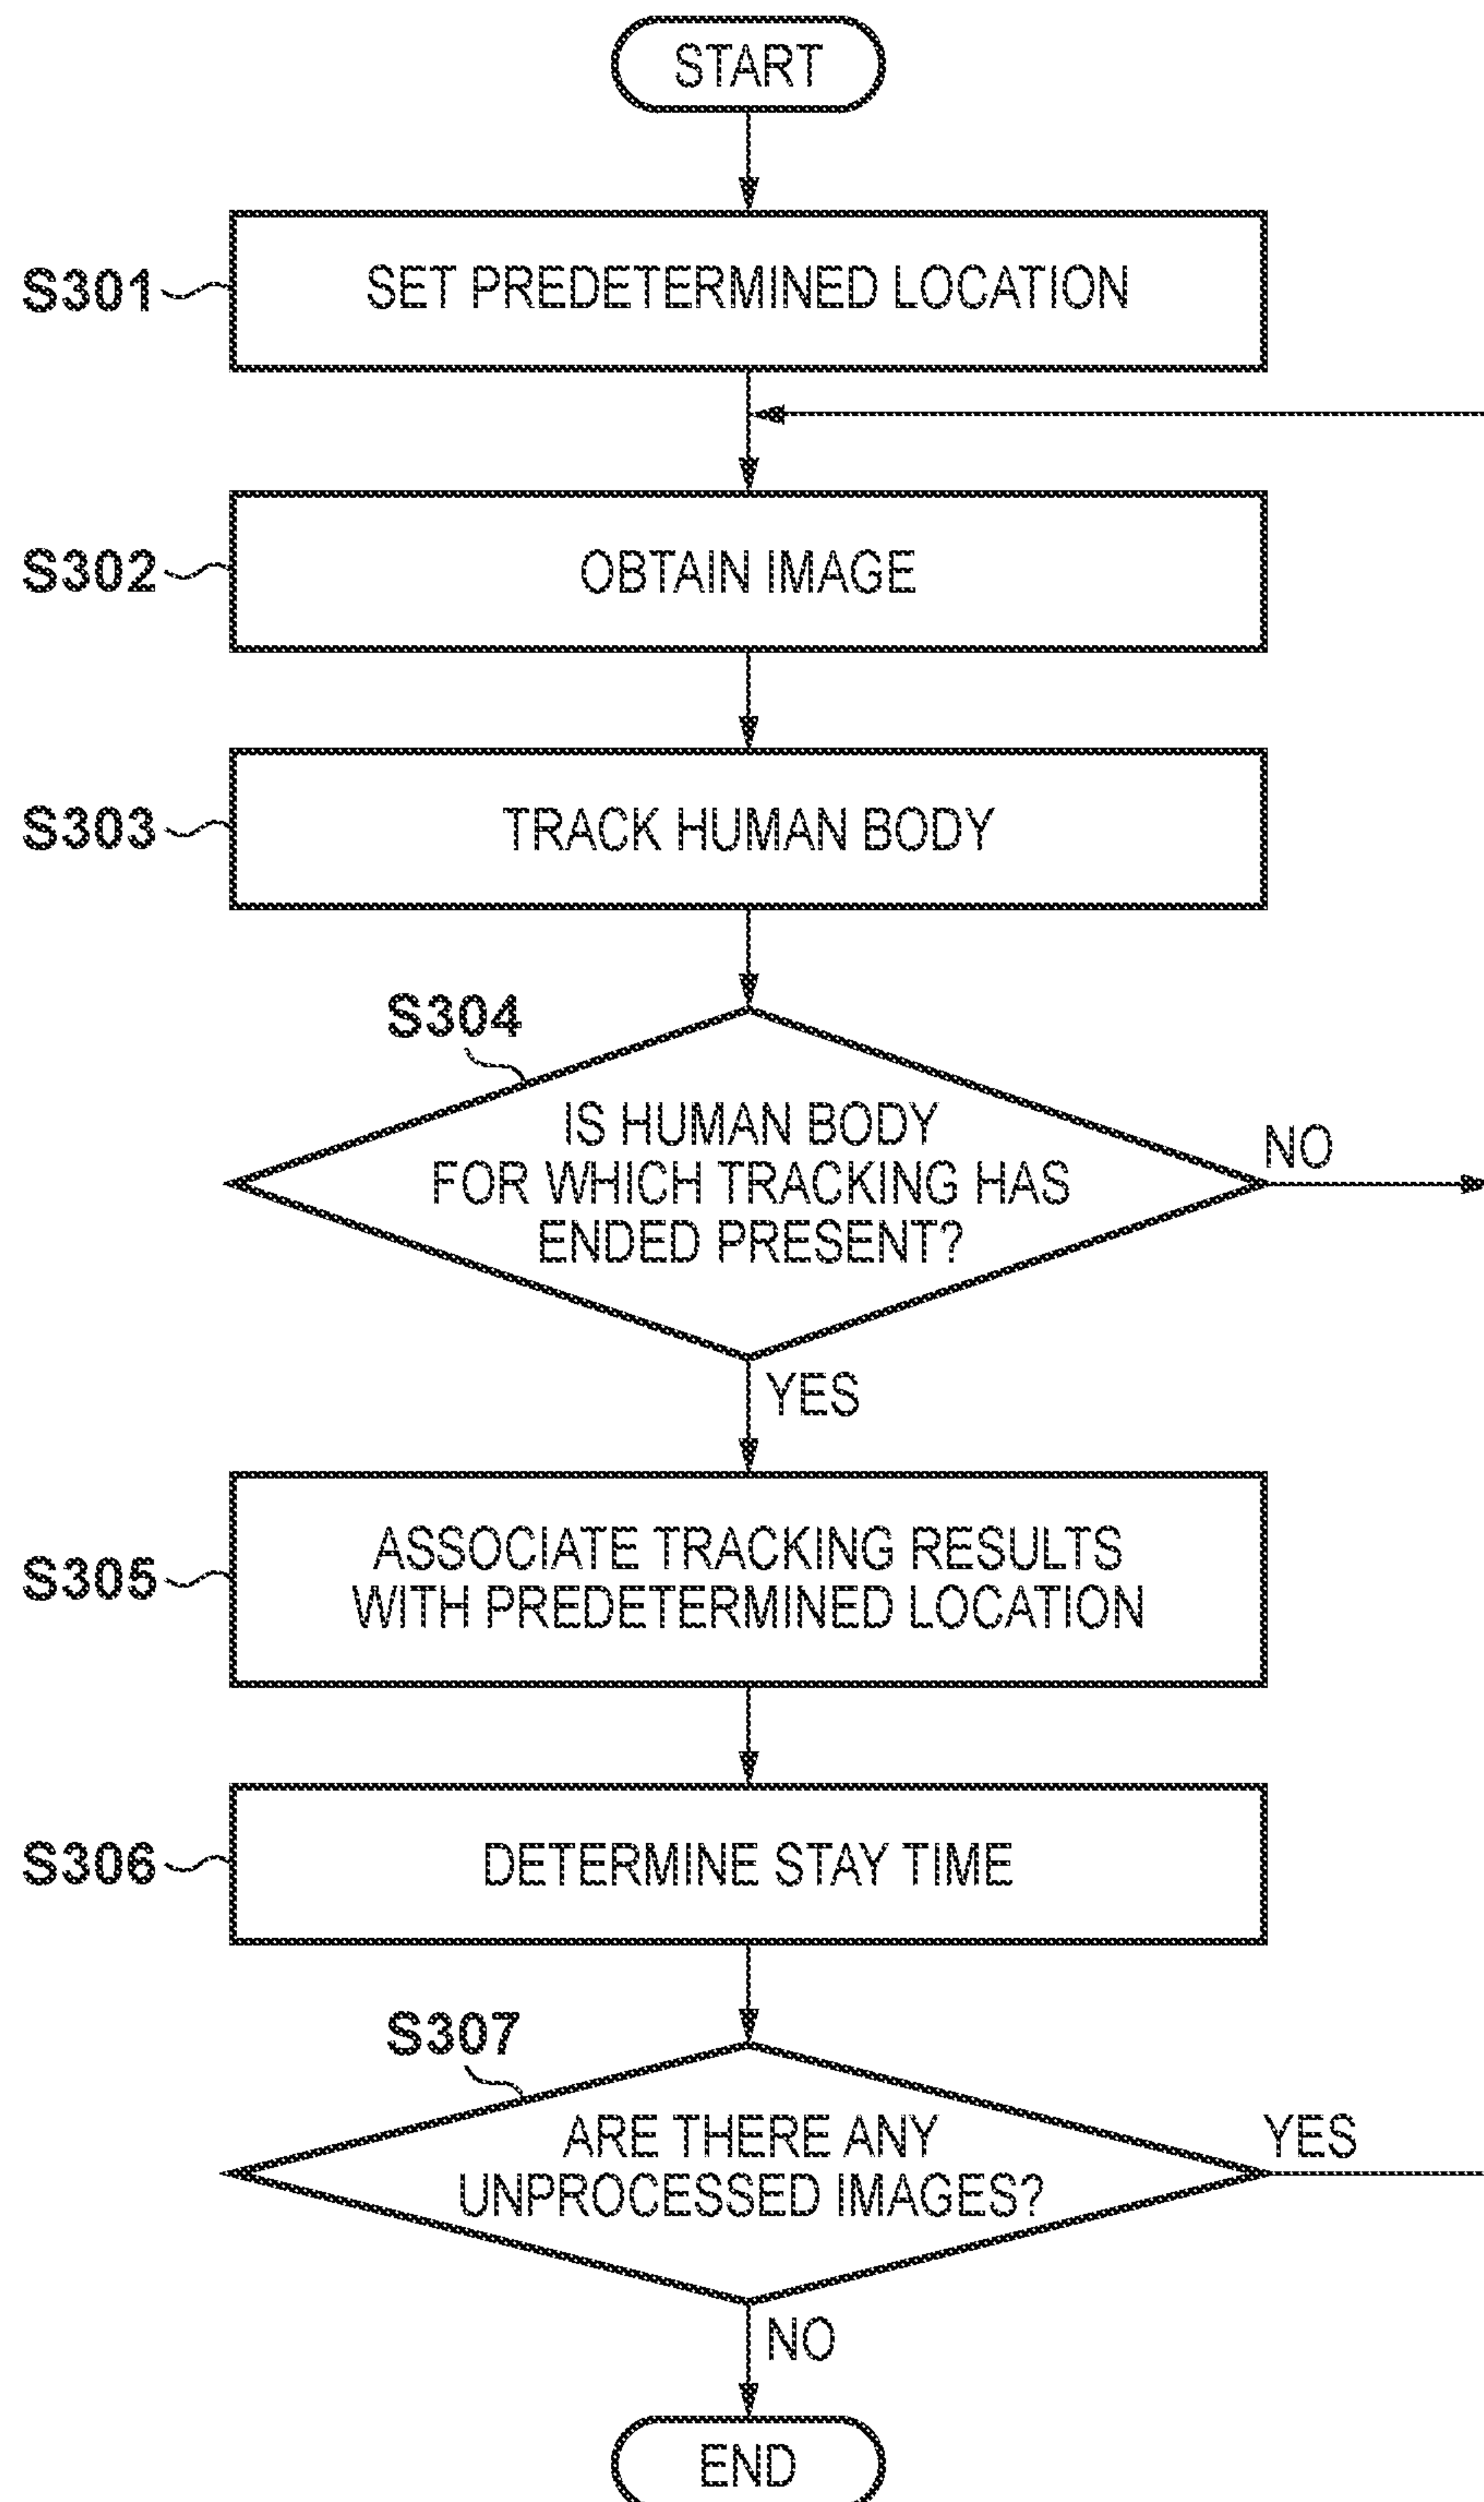 START
S301
SET PREDETERMINED LOCATION
S302
OBTAIN IMAGE
S303
TRACK HUMAN BODY
S304
IS HUMAN BODY
FOR WHICH TRACKING HAS
ENDED PRESENT?
NO
YES
S305
ASSOCIATE TRACKING RESULTS
WITH PREDETERMINED LOCATION
S306
DETERMINE STAY TIME
S307
ARE THERE ANY
UNPROCESSED IMAGES?
YES
NO
END